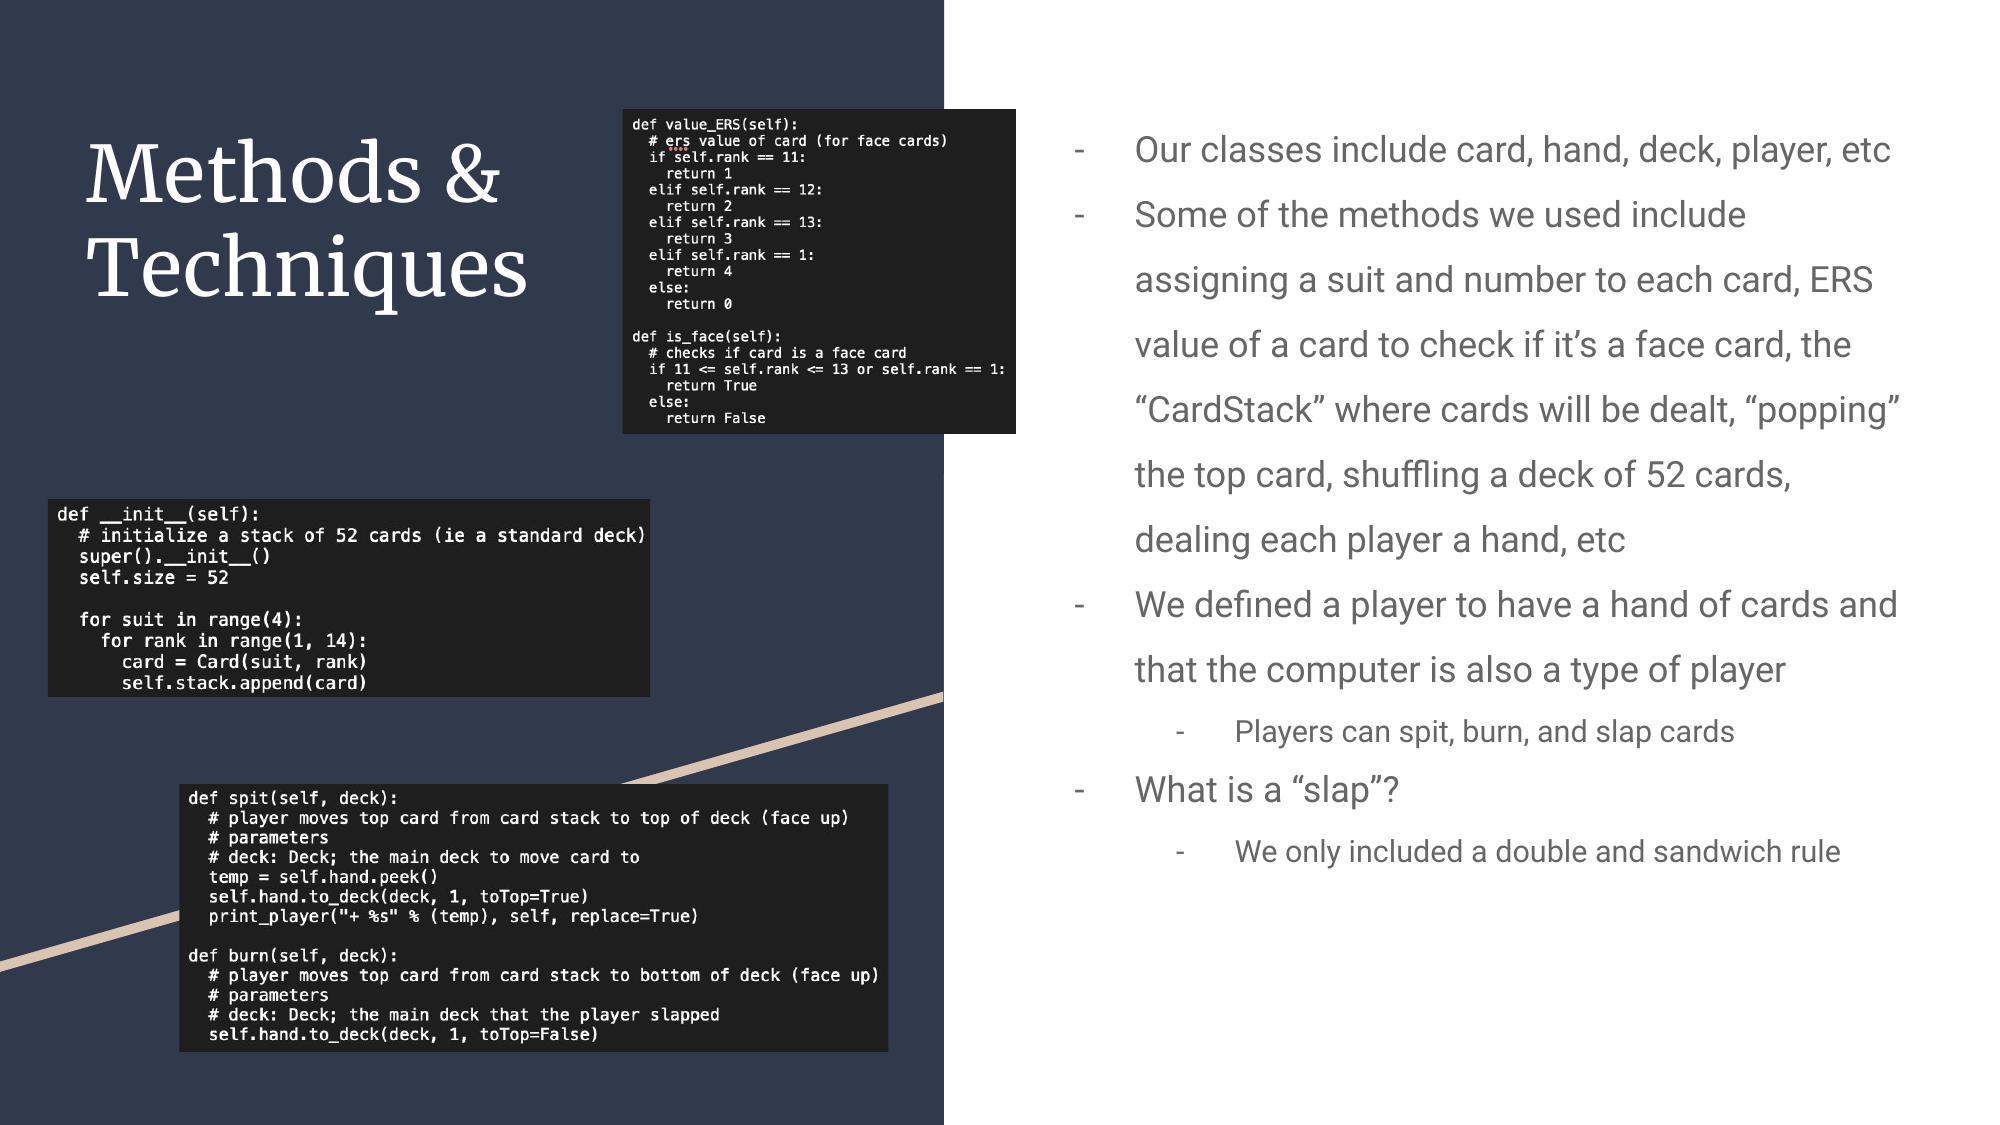 Methods &
Techniques
def value_ERS(self):
  # ers value of card (for face cards)
  if self.rank == 11:
    return 1
  elif self.rank == 12:
    return 2
  elif self.rank == 13:
    return 3
  elif self.rank == 1:
    return 4
  else:
    return 0
def is_face(self):
  # checks if card is a face card
  if 11 <= self.rank <= 13 or self.rank == 1:
    return True
  else:
    return False
def __init__(self):
  # initialize a stack of 52 cards (ie a standard deck)
  super().__init__()
  self.size = 52
  for suit in range(4):
    for rank in range(1, 14):
      card = Card(suit, rank)
      self.stack.append(card)
def spit(self, deck):
  # player moves top card from card stack to top of deck (face up)
  # parameters
  # deck: Deck; the main deck to move card to
  temp = self.hand.peek()
  self.hand.to_deck(deck, 1, toTop=True)
  print_player("+ %s" % (temp), self, replace=True)
def burn(self, deck):
  # player moves top card from card stack to bottom of deck (face up)
  # parameters
  # deck: Deck; the main deck that the player slapped
  self.hand.to_deck(deck, 1, toTop=False)
- Our classes include card, hand, deck, player, etc
- Some of the methods we used include
assigning a suit and number to each card, ERS
value of a card to check if it’s a face card, the
“CardStack” where cards will be dealt, “popping”
the top card, shuffling a deck of 52 cards,
dealing each player a hand, etc
- We defined a player to have a hand of cards and
that the computer is also a type of player
- Players can spit, burn, and slap cards
- What is a “slap”?
- We only included a double and sandwich rule